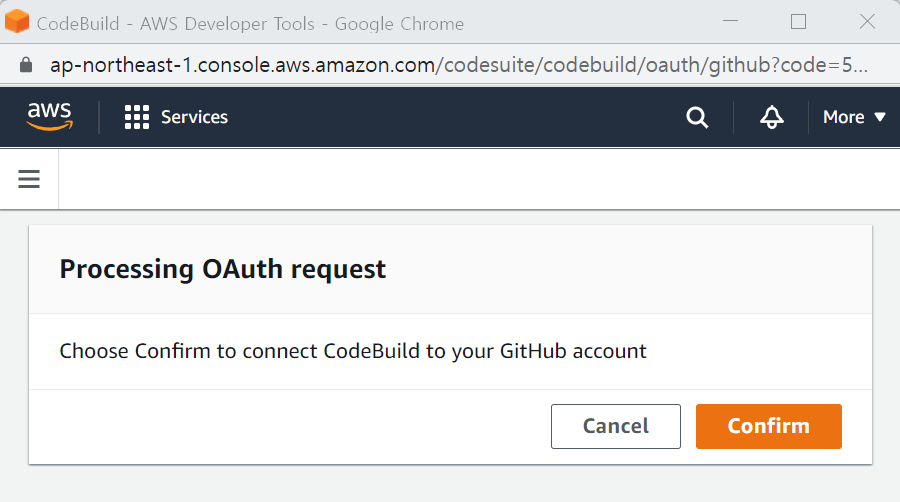 CodeBuild - AWS Developer Tools - Google Chrome
ap-northeast-1.console.aws.amazon.com/codesuite/codebuild/oauth/github?code=5...
aws Services More
Processing OAuth request
Choose Confirm to connect CodeBuild to your GitHub account
Cancel Confirm